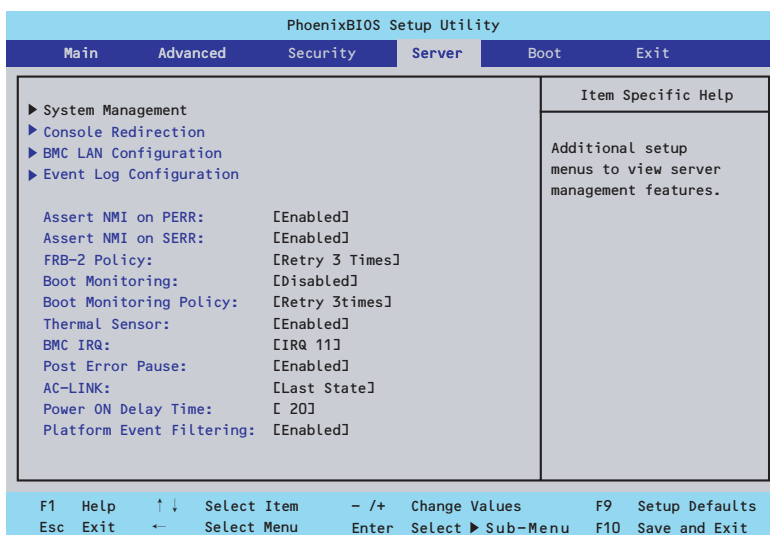 PhoenixBIOS Setup Utility
Main Advanced Security Server Boot Exit
▶ System Management
▶ Console Redirection
▶ BMC LAN Configuration
▶ Event Log Configuration
Assert NMI on PERR: [Enabled]
Assert NMI on SERR: [Enabled]
FRB-2 Policy: [Retry 3 Times]
Boot Monitoring: [Disabled]
Boot Monitoring Policy: [Retry 3times]
Thermal Sensor: [Enabled]
BMC IRQ: [IRQ 11]
Post Error Pause: [Enabled]
AC-LINK: [Last State]
Power ON Delay Time: [ 20]
Platform Event Filtering: [Enabled]
Item Specific Help
Additional setup
menus to view server
management features.
F1 Help ↑↓ Select Item - /+ Change Values F9 Setup Defaults
Esc Exit ← Select Menu Enter Select ▶ Sub-Menu F10 Save and Exit